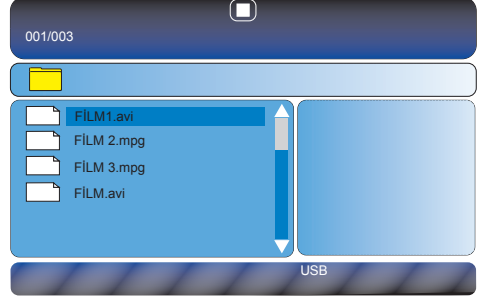 001/003
FİLM1.avi
FİLM 2.mpg
FİLM 3.mpg
FİLM.avi
USB